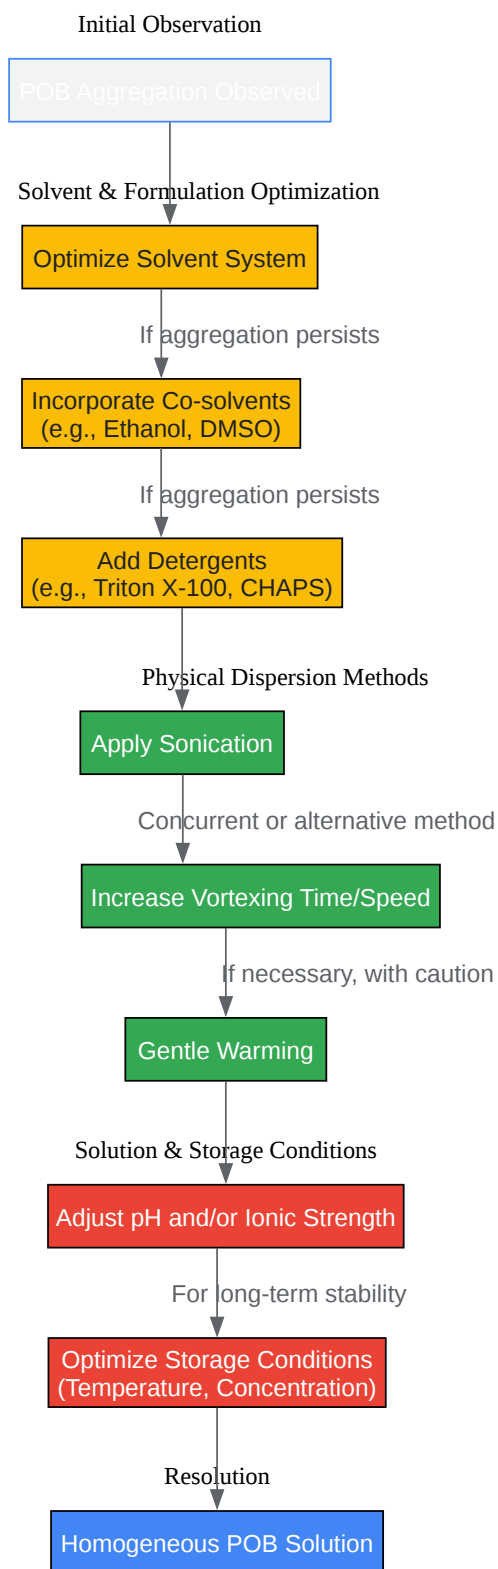 Initial Observation
POB Aggregation Observed
Solvent & Formulation Optimization
Optimize Solvent System
If aggregation persists
Incorporate Co-solvents
(e.g., Ethanol, DMSO)
If aggregation persists
Add Detergents
(e.g., Triton X-100, CHAPS)
Physical Dispersion Methods
Apply Sonication
Concurrent or alternative method
Increase Vortexing Time/Speed
If necessary, with caution
Gentle Warming
Solution & Storage Conditions
Adjust pH and/or Ionic Strength
For long-term stability
Optimize Storage Conditions
(Temperature, Concentration)
Resolution
Homogeneous POB Solution